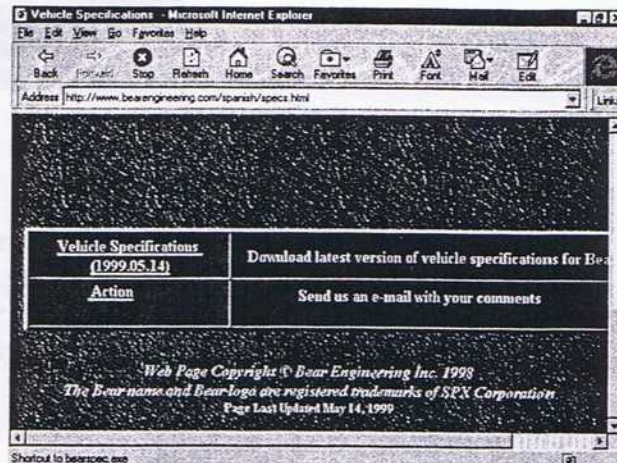 Vehicle Specifications - Microsoft Internet Explorer
File Edit View Go Favorites Help
Back Forward Stop Refresh Home Search Favorites Print Font Mail Edit
Address http://www.bearengineering.com/spanish/specs.html Link
Vehicle Specifications
(1999.05.14)
Download latest version of vehicle specifications for Bea
Action
Send us an e-mail with your comments
Web Page Copyright © Bear Engineering Inc. 1998
The Bear name and Bear logo are registered trademarks of SPX Corporation
Page Last Updated May 14, 1999
Shortcut to bearspec.exe